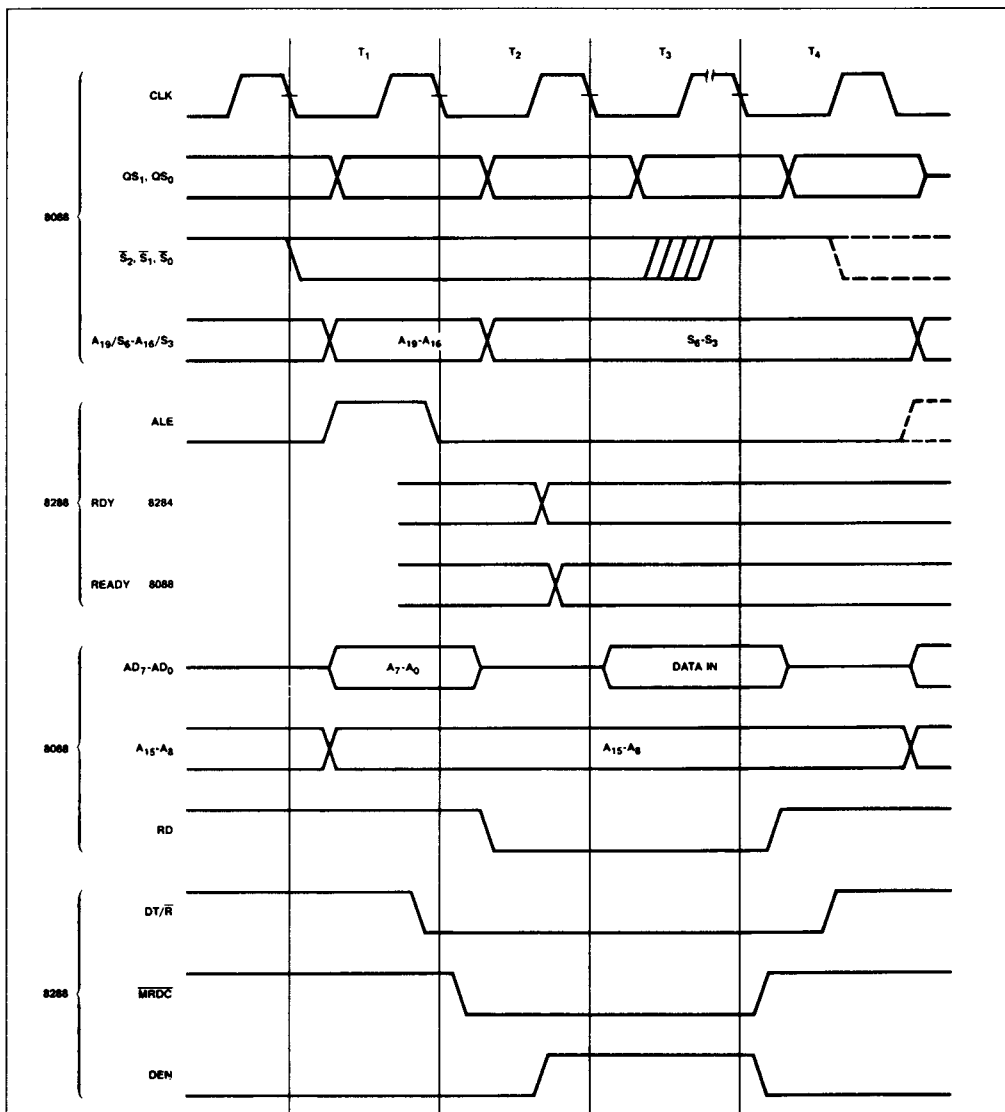 T₁ T₂ T₃ T₄
CLK
QS₁, QS₀
8088
S̅₂, S̅₁, S̅₀
A₁₉/S₆-A₁₆/S₃ A₁₉-A₁₆ S₆-S₃
ALE
8288
RDY 8284
READY 8088
AD₇-AD₀ A₇-A₀ DATA IN
8088
A₁₅-A₈ A₁₅-A₈
RD
DT/R̅
8288
M̅R̅D̅C̅
DEN